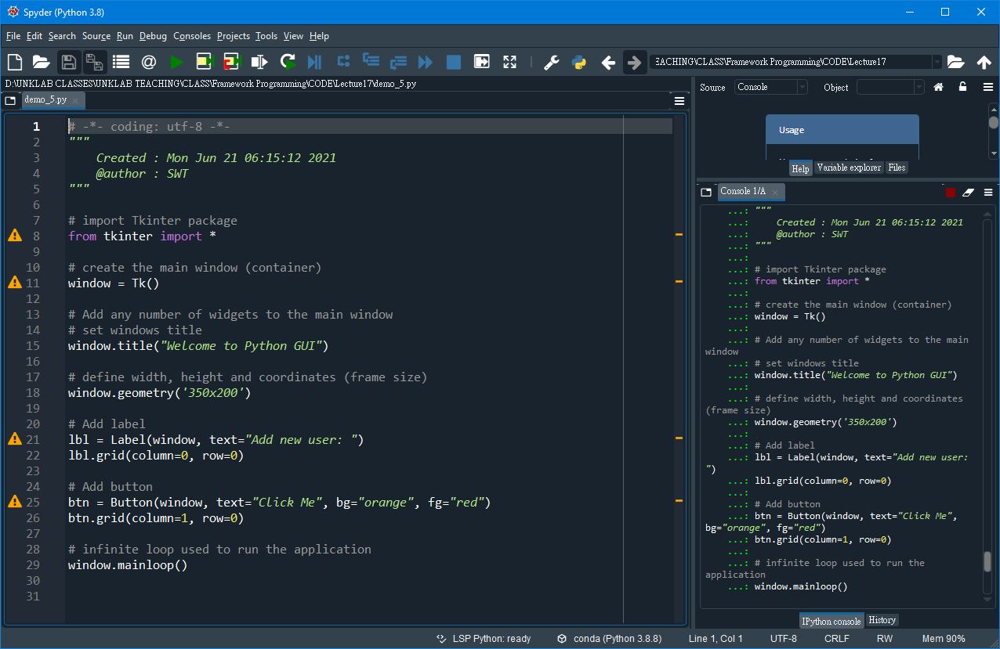 Spyder (Python 3.8)
File Edit Search Source Run Debug Consoles Projects Tools View Help
EACHING\CLASS\Framework Programming\CODE\Lecture17
D:\UNKLAB CLASSES\UNKLAB TEACHING\CLASS\Framework Programming\CODE\Lecture17\demo_5.py
demo_5.py
1 # -*- coding: utf-8 -*-
2 """
3     Created : Mon Jun 21 06:15:12 2021
4     @author : SWT
5 """
6
7 # import Tkinter package
8 from tkinter import *
9
10 # create the main window (container)
11 window = Tk()
12
13 # Add any number of widgets to the main window
14 # set windows title
15 window.title("Welcome to Python GUI")
16
17 # define width, height and coordinates (frame size)
18 window.geometry('350x200')
19
20 # Add label
21 lbl = Label(window, text="Add new user: ")
22 lbl.grid(column=0, row=0)
23
24 # Add button
25 btn = Button(window, text="Click Me", bg="orange", fg="red")
26 btn.grid(column=1, row=0)
27
28 # infinite loop used to run the application
29 window.mainloop()
30
31
Source Console Object
Usage
Help Variable explorer Files
Console 1/A
...: """
...:     Created : Mon Jun 21 06:15:12 2021
...:     @author : SWT
...: """
...:
...: # import Tkinter package
...: from tkinter import *
...:
...: # create the main window (container)
...: window = Tk()
...:
...: # Add any number of widgets to the main
window
...: # set windows title
...: window.title("Welcome to Python GUI")
...:
...: # define width, height and coordinates
(frame size)
...: window.geometry('350x200')
...:
...: # Add label
...: lbl = Label(window, text="Add new user:
")
...: lbl.grid(column=0, row=0)
...:
...: # Add button
...: btn = Button(window, text="Click Me",
bg="orange", fg="red")
...: btn.grid(column=1, row=0)
...:
...: # infinite loop used to run the
application
...: window.mainloop()
IPython console History
LSP Python: ready conda (Python 3.8.8) Line 1, Col 1 UTF-8 CRLF RW Mem 90%